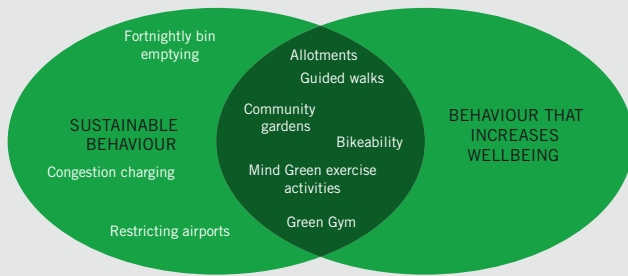 Fortnightly bin
emptying
SUSTAINABLE
BEHAVIOUR
Congestion charging
Restricting airports
Allotments
Guided walks
Community
gardens
Bikeability
Mind Green exercise
activities
Green Gym
BEHAVIOUR THAT
INCREASES
WELLBEING